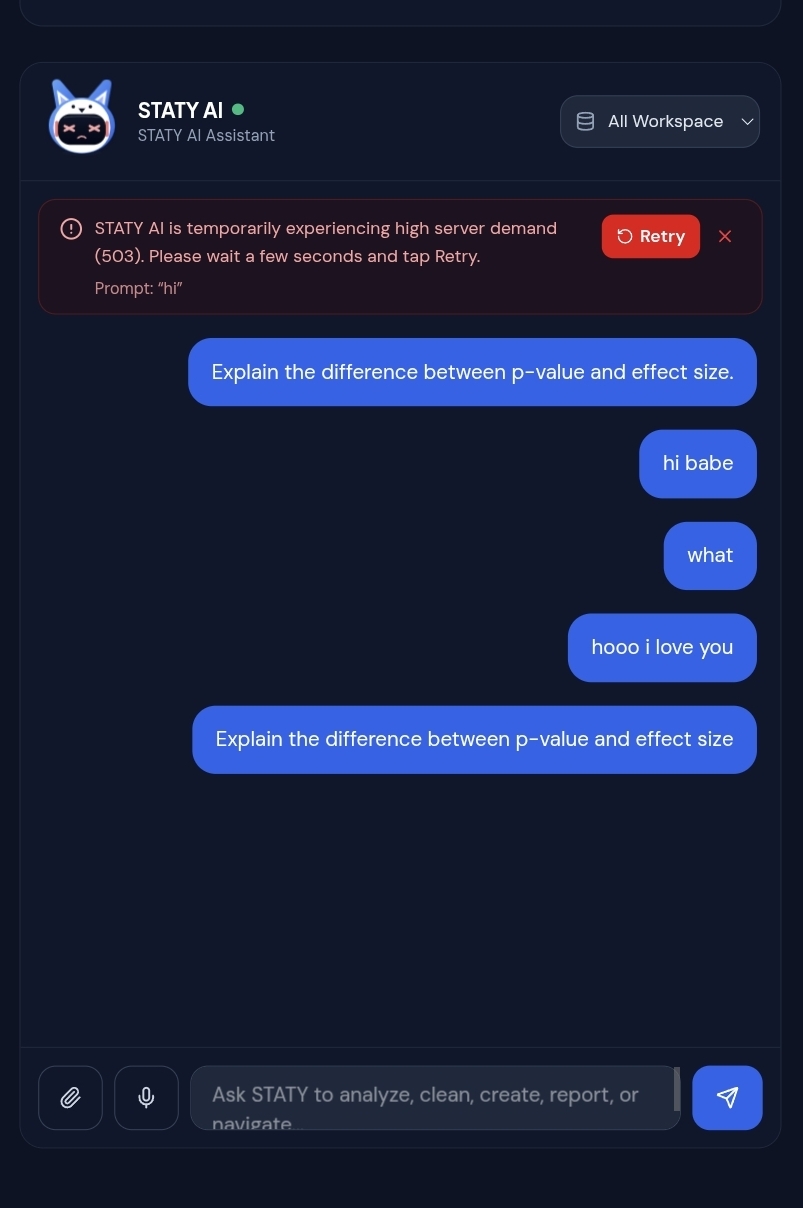 STATY AI
STATY AI Assistant
All Workspace
STATY AI is temporarily experiencing high server demand
(503). Please wait a few seconds and tap Retry.
Prompt: “hi”
Retry
Explain the difference between p-value and effect size.
hi babe
what
hooo i love you
Explain the difference between p-value and effect size
Ask STATY to analyze, clean, create, report, or
navigate...